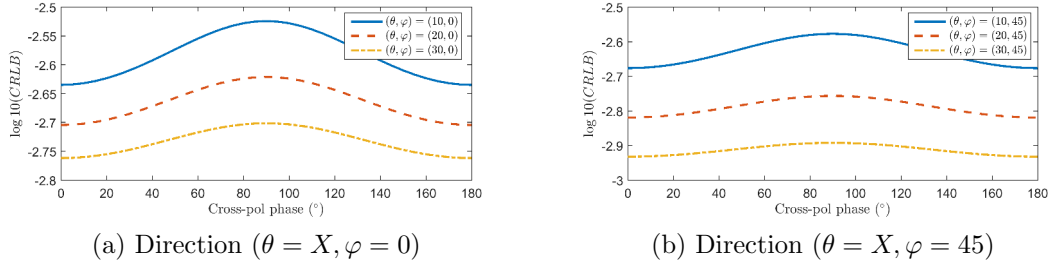 -2.5
-2.55
-2.6
-2.65
-2.7
-2.75
-2.8
log 10(CRLB)
(θ, φ) = (10, 0)
(θ, φ) = (20, 0)
(θ, φ) = (30, 0)
0 20 40 60 80 100 120 140 160 180
Cross-pol phase (°)
(a) Direction (θ = X, φ = 0)
-2.5
-2.6
-2.7
-2.8
-2.9
-3
log 10(CRLB)
(θ, φ) = (10, 45)
(θ, φ) = (20, 45)
(θ, φ) = (30, 45)
0 20 40 60 80 100 120 140 160 180
Cross-pol phase (°)
(b) Direction (θ = X, φ = 45)